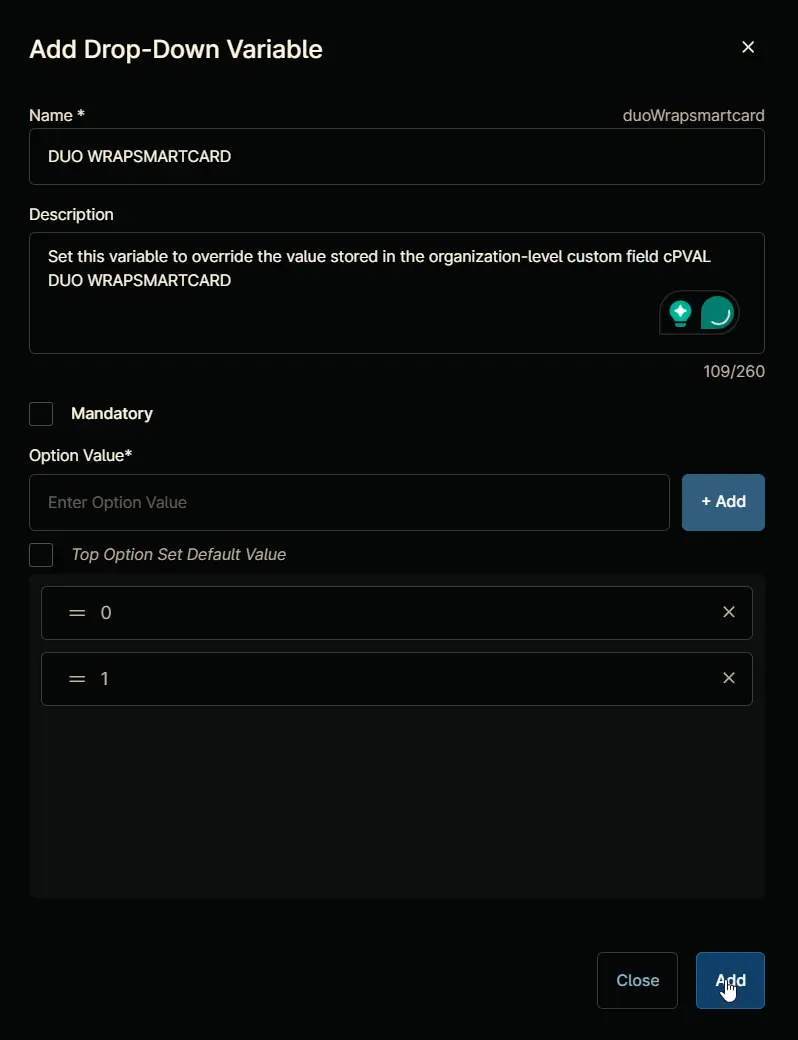 Add Drop-Down Variable
Name *
duoWrapsmartcard
DUO WRAPSMARTCARD
Description
Set this variable to override the value stored in the organization-level custom field cPVAL
DUO WRAPSMARTCARD
109/260
Mandatory
Option Value*
Enter Option Value
+ Add
Top Option Set Default Value
0
1
Close
Add